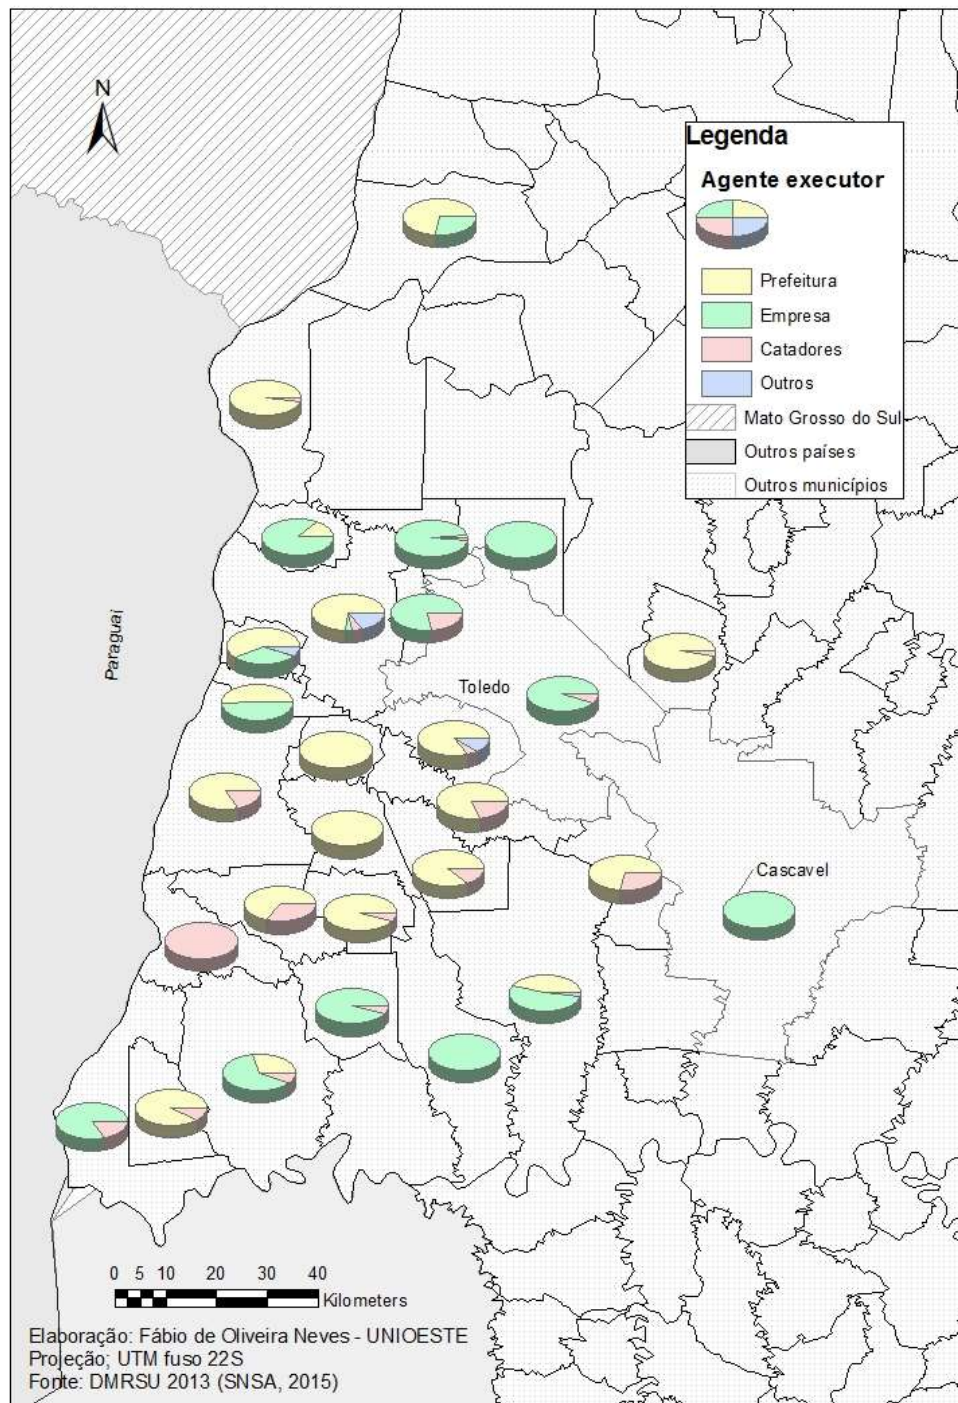 N
Legenda
Agente executor
Prefeitura
Empresa
Catadores
Outros
Mato Grosso do Sul
Outros países
Outros municípios
Paraguai
Toledo
Cascavel
0 5 10 20 30 40
Kilometers
Elaboração: Fábio de Oliveira Neves - UNIOESTE
Projeção; UTM fuso 22S
Fonte: DMRSU 2013 (SNSA, 2015)